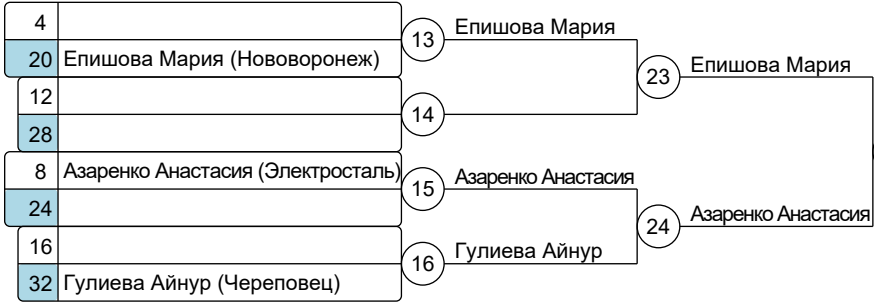 4
13 Епишова Мария
20 Епишова Мария (Нововоронеж)
23 Епишова Мария
12
14
28
8 Азаренко Анастасия (Электросталь)
15 Азаренко Анастасия
24
24 Азаренко Анастасия
16
16 Гулиева Айнур
32 Гулиева Айнур (Череповец)